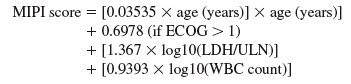 MIPI score = [0.03535 × age (years)] × age (years)]
+ 0.6978 (if ECOG > 1)
+ [1.367 × log10(LDH/ULN)]
+ [0.9393 × log10(WBC count)]